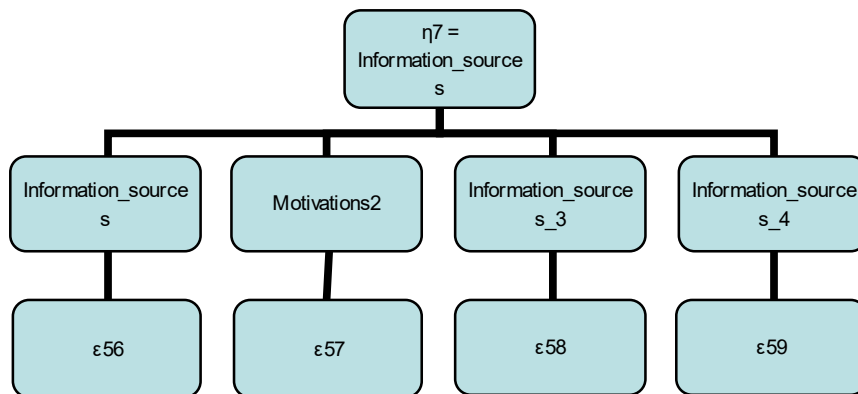 η7 =
Information_source
s
Information_source
s
Motivations2
Information_source
s_3
Information_source
s_4
ε56
ε57
ε58
ε59